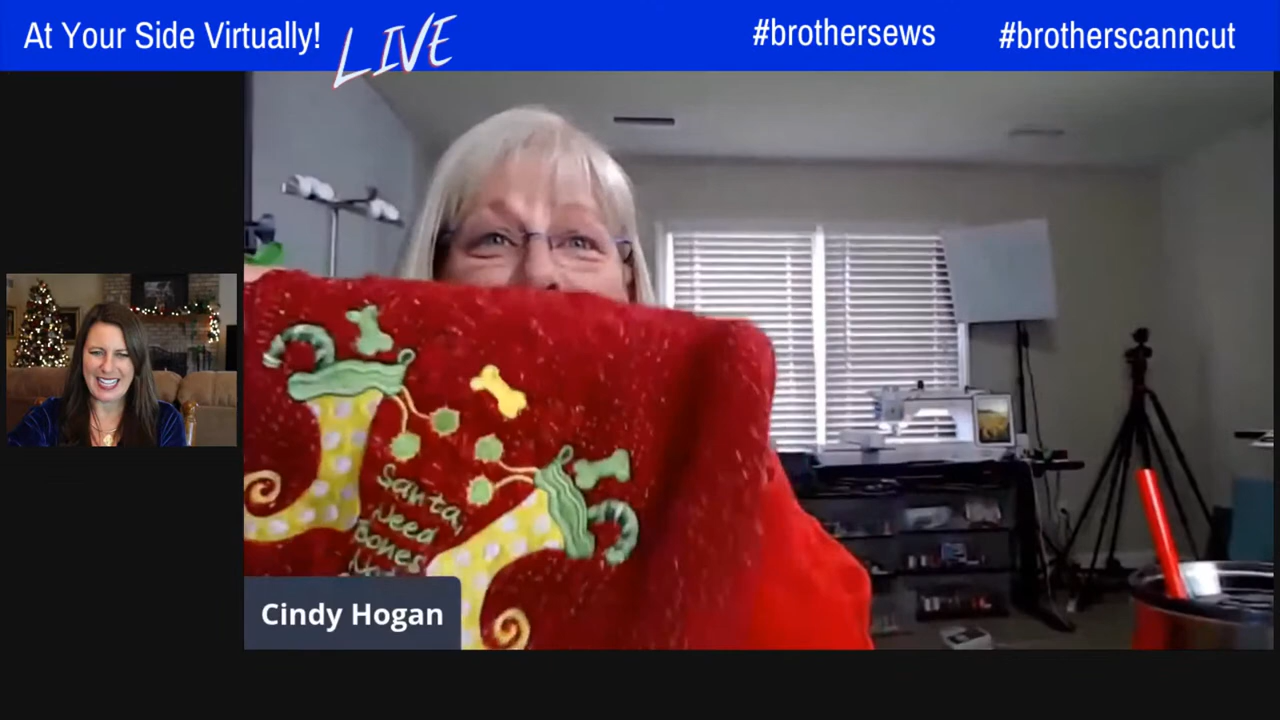 At Your Side Virtually!
LIVE
#brothersews
#brotherscanncut
Santa,
Need
Bones
Cindy Hogan